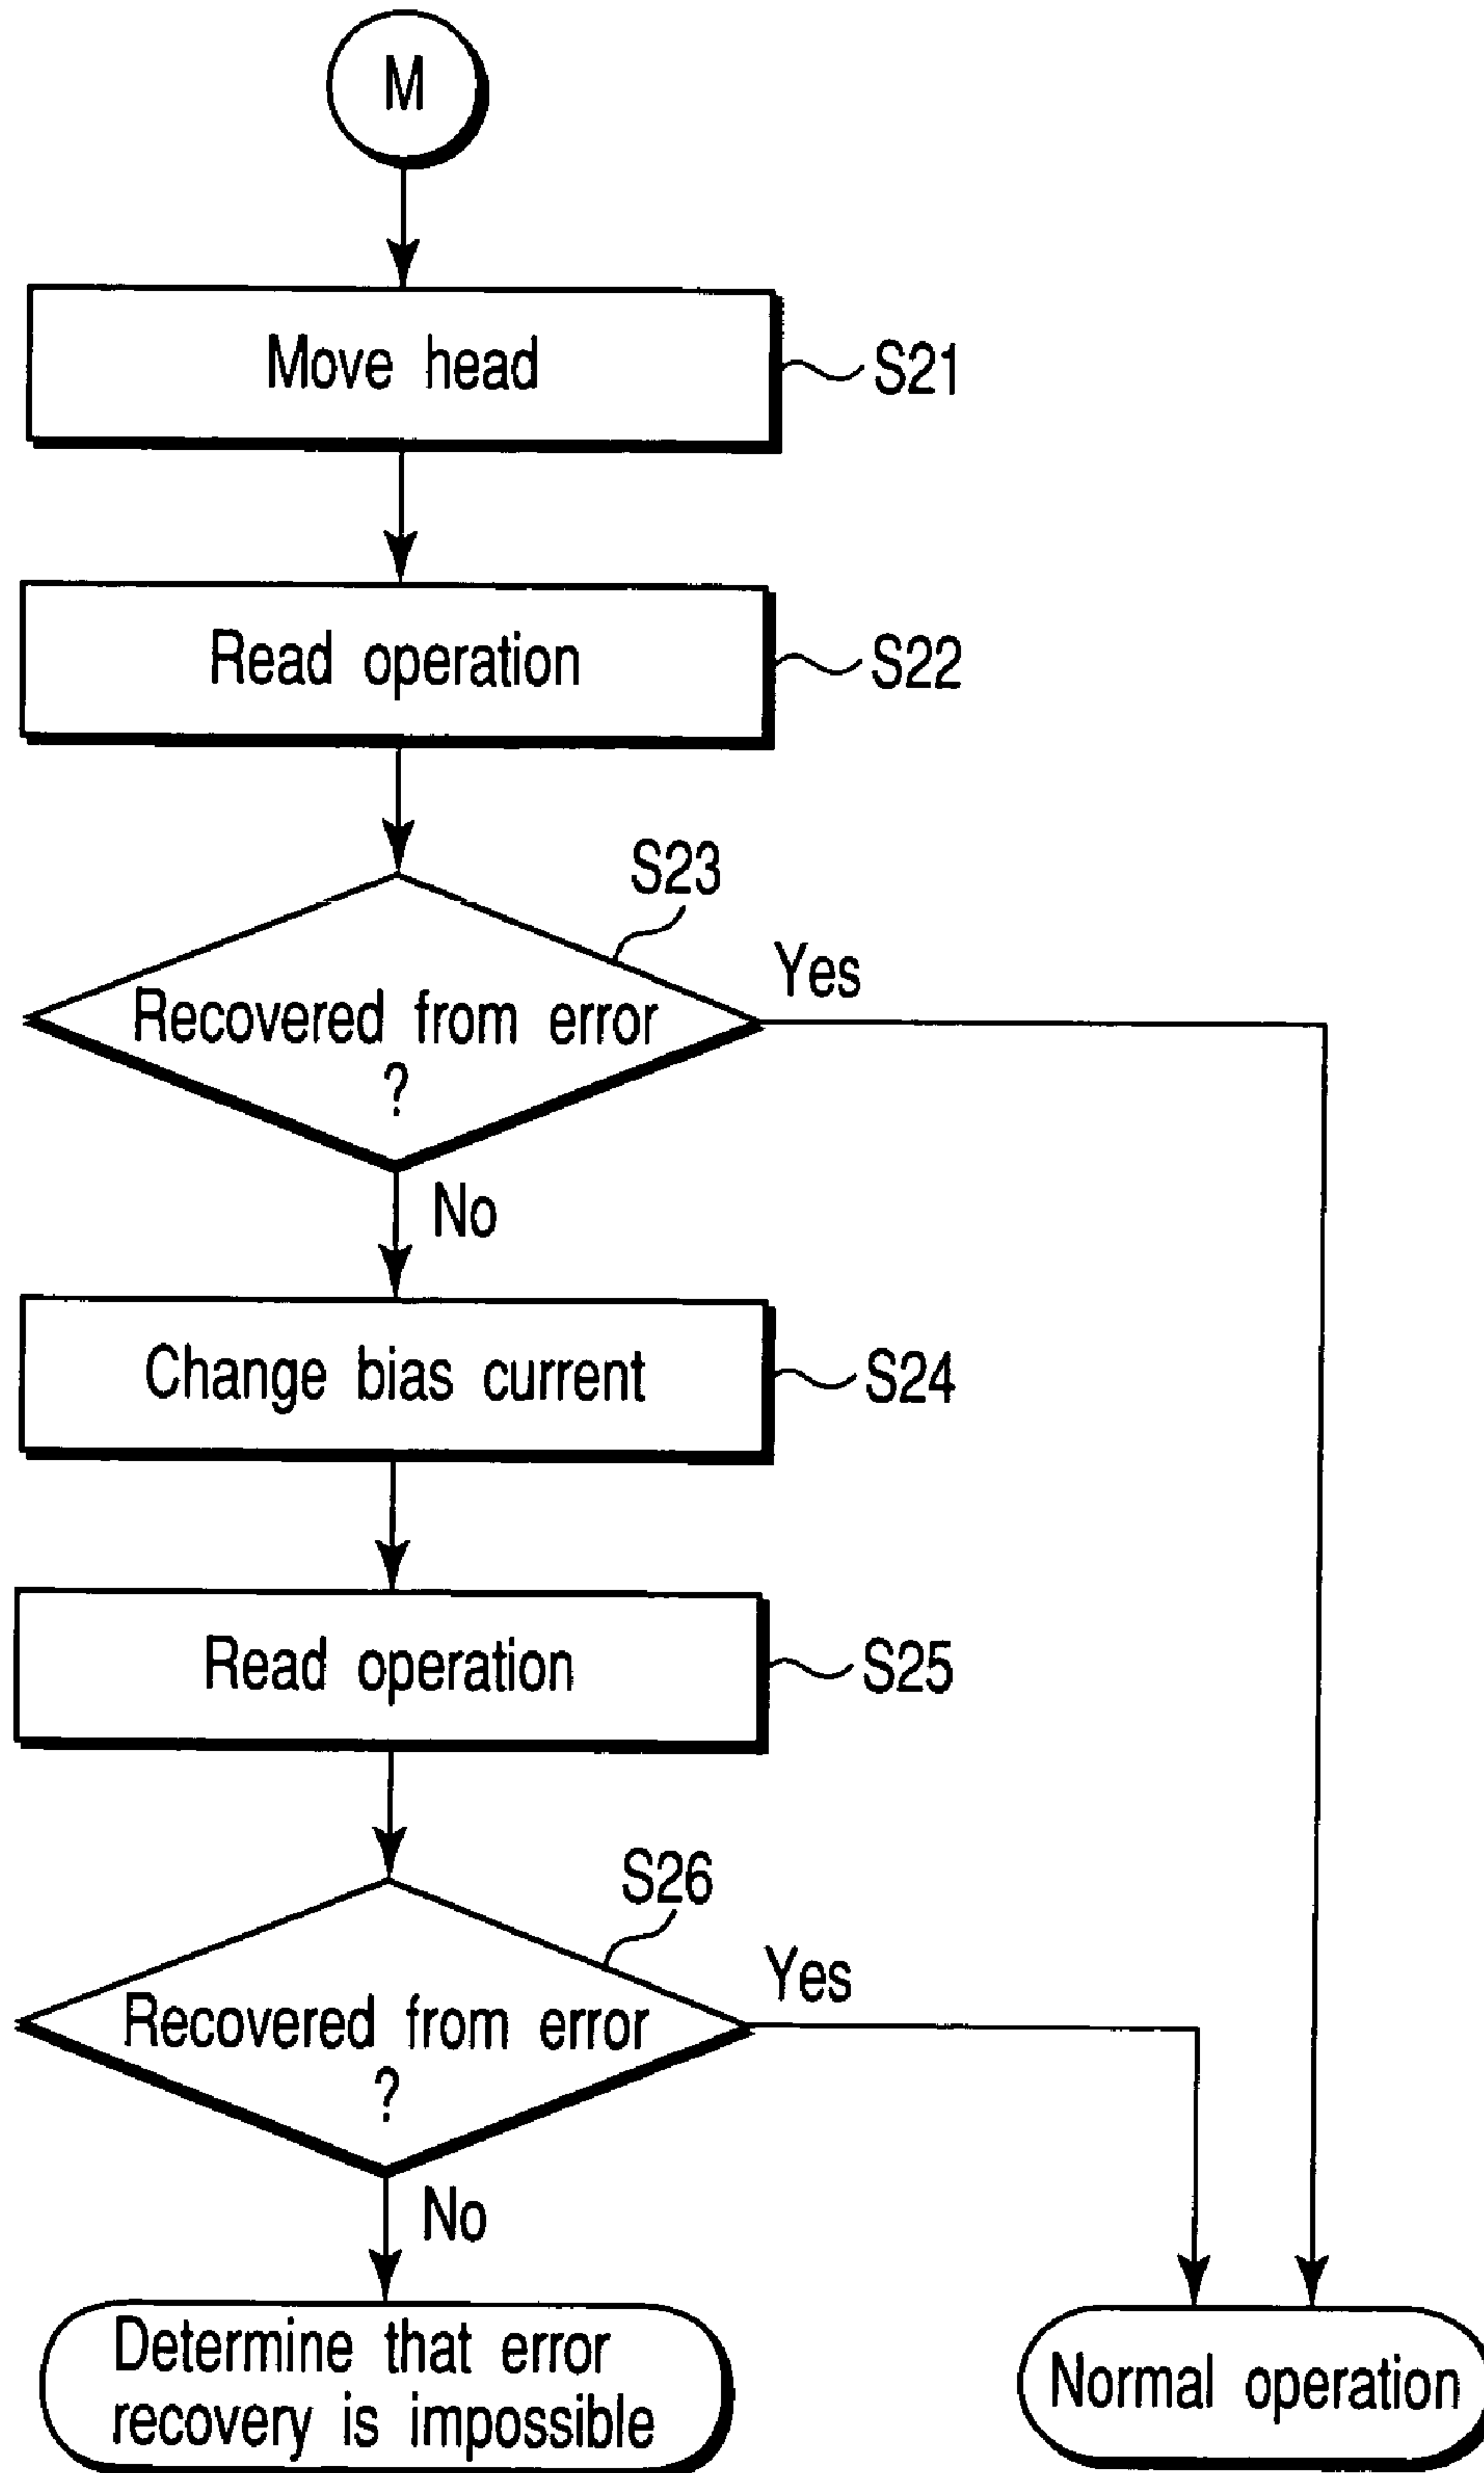 M
Move head
S21
Read operation
S22
S23
Recovered from error
?
Yes
No
Change bias current
S24
Read operation
S25
S26
Recovered from error
?
Yes
No
Determine that error
recovery is impossible
Normal operation